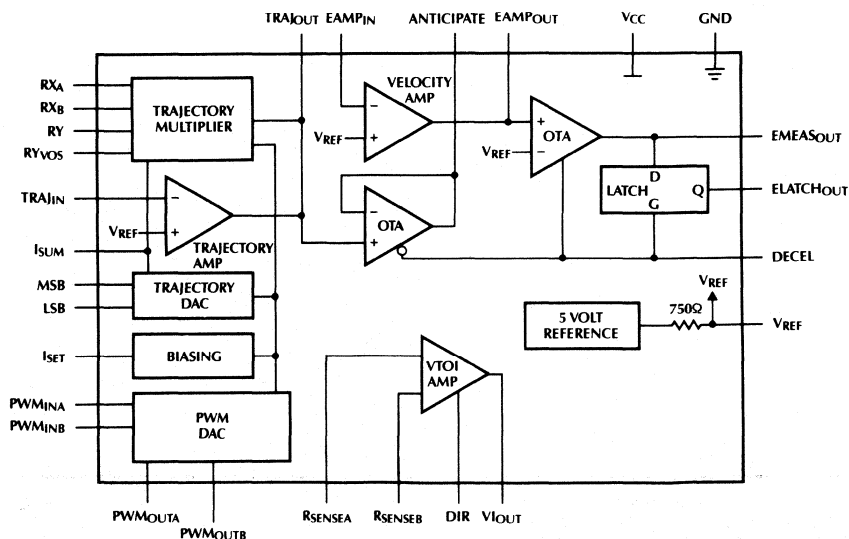 TRAJOUT EAMPIN ANTICIPATE EAMPOUT VCC GND
RXA
RXB
RY
RYVOS
TRAJIN
ISUM
MSB
LSB
ISET
PWMINA
PWMINB
TRAJECTORY
MULTIPLIER
VREF
- +
TRAJECTORY
AMP
TRAJECTORY
DAC
BIASING
PWM
DAC
VELOCITY
AMP
- +
VREF
- +
OTA
+ -
OTA
VREF
D
LATCH Q
G
EMEASOUT
ELATCHOUT
DECEL
VREF
5 VOLT
REFERENCE
750Ω
VREF
VTOI
AMP
PWMOUTA
PWMOUTB
RSENSEA RSENSEB DIR VIOUT